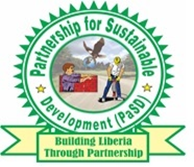 Partnership for Sustainable
Development (PaSD)
Building Liberia
Through Partnership